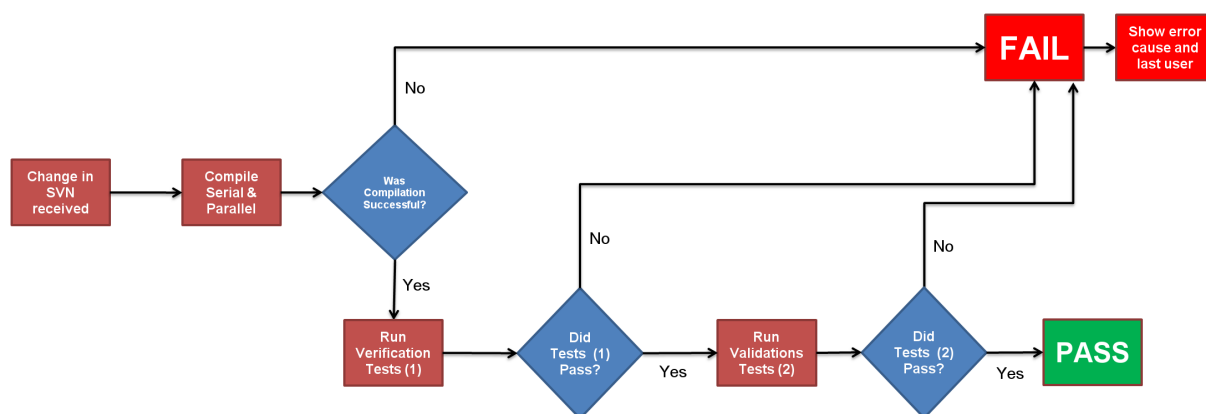 FAIL
Show error
cause and
last user
No
Change in
SVN
received
Compile
Serial &
Parallel
Was
Compilation
Successful?
No
No
Yes
Run
Verification
Tests (1)
Did
Tests (1)
Pass?
Yes
Run
Validations
Tests (2)
Did
Tests (2)
Pass?
Yes
PASS